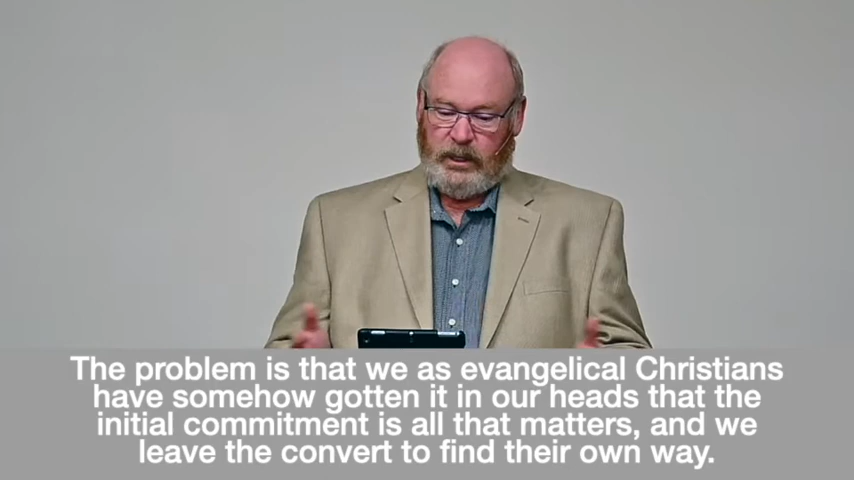 The problem is that we as evangelical Christians
have somehow gotten it in our heads that the
initial commitment is all that matters, and we
leave the convert to find their own way.